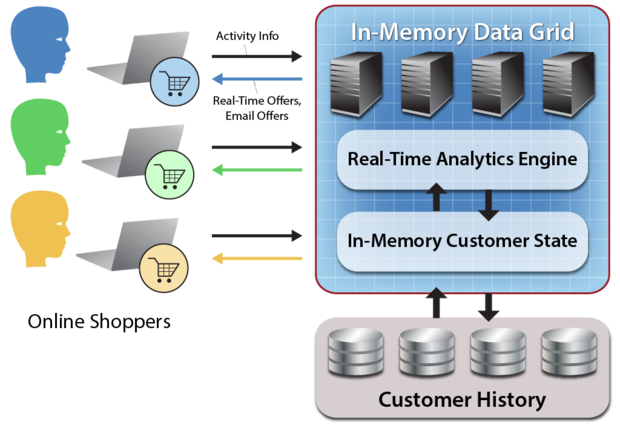 In-Memory Data Grid
Activity Info
Real-Time Offers,
Email Offers
Real-Time Analytics Engine
In-Memory Customer State
Online Shoppers
Customer History